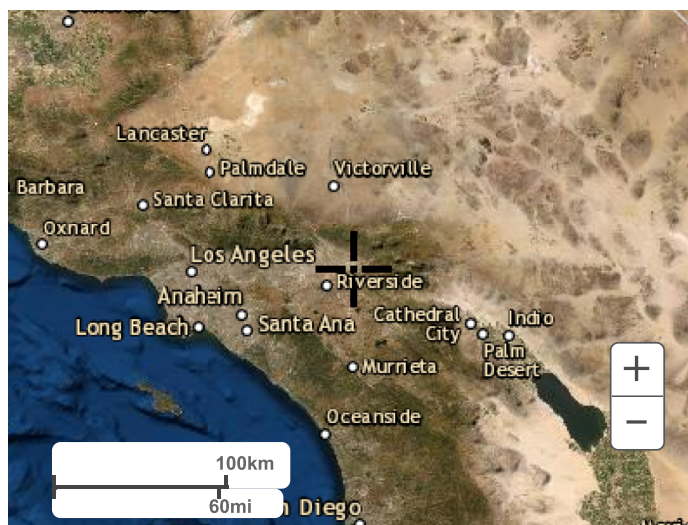 Lancaster
Palmdale
Victorville
Barbara
Santa Clarita
Oxnard
Los Angeles
Riverside
Anaheim
Cathedral
City
Indio
Long Beach
Santa Ana
Palm
Desert
Murrieta
+
−
Oceanside
100km
60mi
n Diego